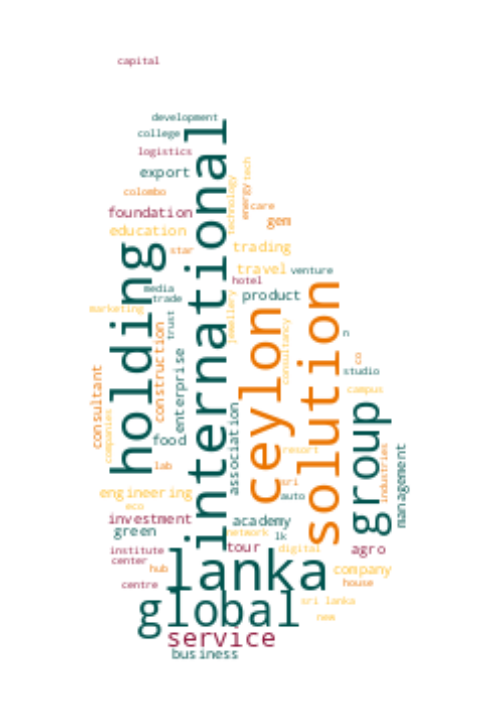 capital
development
college
logistics
export
colombo
foundation
education
star
international
technology
tech
energy
care
gem
trading
travel
venture
hotel
product
holding
media
trade
marketing
trust
jewellery
construction
enterprise
consultant
companies
food
lab
ceylon
consultancy
solution
n
co
studio
campus
group
industries
management
association
resort
sri
auto
engineering
eco
investment
green
academy
network
lk
tour
digital
agro
institute
center
hub
centre
lanka
company
house
global
sri lanka
new
service
business